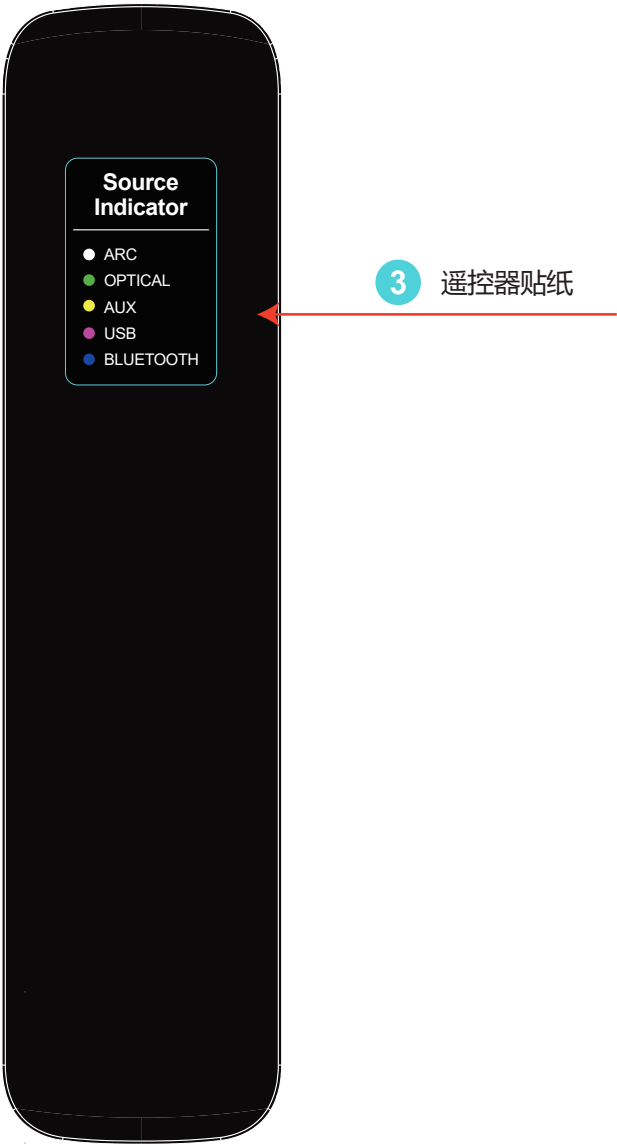 Source
Indicator
ARC
OPTICAL
AUX
USB
BLUETOOTH
3 遥控器贴纸